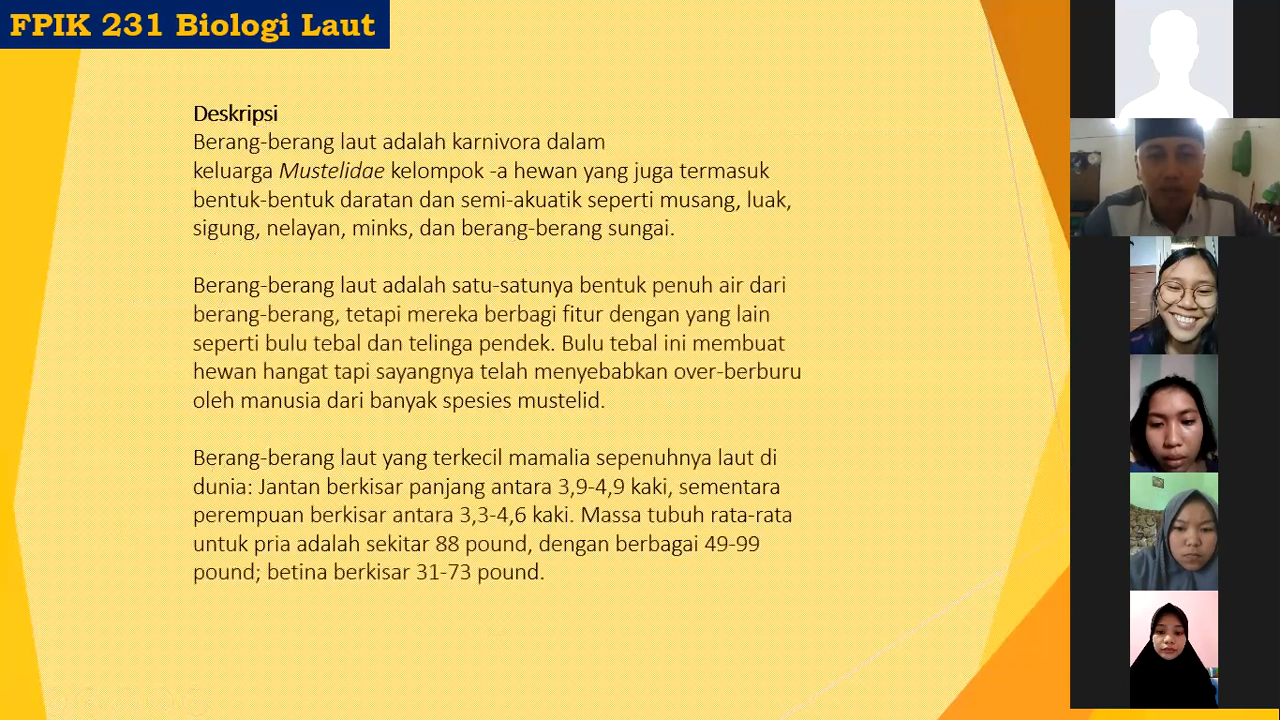 FPIK 231 Biologi Laut
Deskripsi
Berang-berang laut adalah karnivora dalam
keluarga Mustelidae kelompok -a hewan yang juga termasuk
bentuk-bentuk daratan dan semi-akuatik seperti musang, luak,
sigung, nelayan, minks, dan berang-berang sungai.
Berang-berang laut adalah satu-satunya bentuk penuh air dari
berang-berang, tetapi mereka berbagi fitur dengan yang lain
seperti bulu tebal dan telinga pendek. Bulu tebal ini membuat
hewan hangat tapi sayangnya telah menyebabkan over-berburu
oleh manusia dari banyak spesies mustelid.
Berang-berang laut yang terkecil mamalia sepenuhnya laut di
dunia: Jantan berkisar panjang antara 3,9-4,9 kaki, sementara
perempuan berkisar antara 3,3-4,6 kaki. Massa tubuh rata-rata
untuk pria adalah sekitar 88 pound, dengan berbagai 49-99
pound; betina berkisar 31-73 pound.